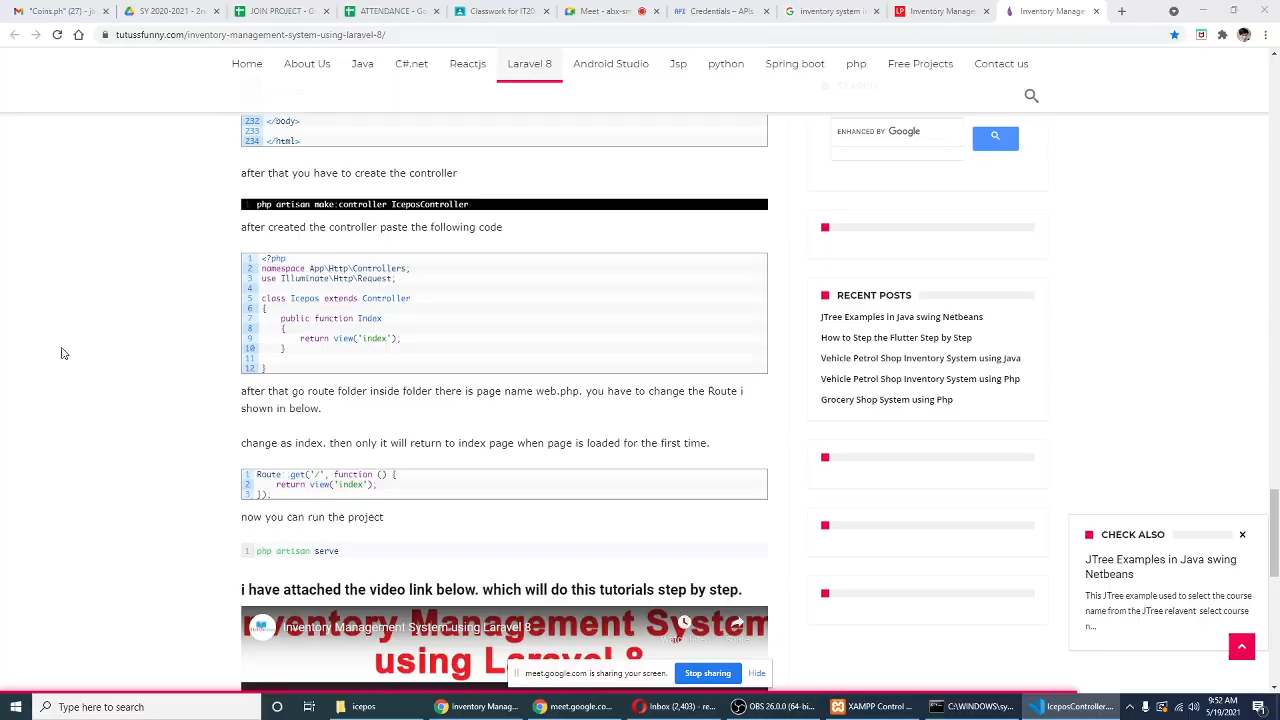 "Coins.ph" (27) - m
SY 2020-2021 - 2nd
JOIN PROJECT - Goo
ATTENDANCE - Goo
Classroom for IT20
Meet - abx-sm
Credentials – APIs
inventory system in
Inventory Managem
Inventory Manag
tutussfunny.com/inventory-management-system-using-laravel-8/
Home About Us Java C#.net Reactjs Laravel 8 Android Studio Jsp python Spring boot php Free Projects Contact us
SEARCH
232 </body>
233
234 </html>
ENHANCED BY Google
after that you have to create the controller
1 php artisan make:controller IceposController
after created the controller paste the following code
1 <?php
2 namespace App\Http\Controllers;
3 use Illuminate\Http\Request;
4
5 class Icepos extends Controller
6 {
7 public function Index
8 {
9 return view('index');
10 }
11
12 }
RECENT POSTS
JTree Examples in Java swing Netbeans
How to Step the Flutter Step by Step
Vehicle Petrol Shop Inventory System using Java
Vehicle Petrol Shop Inventory System using Php
Grocery Shop System using Php
after that go route folder inside folder there is page name web.php. you have to change the Route i
shown in below.
change as index. then only it will return to index page when page is loaded for the first time.
1 Route::get('/', function () {
2 return view('index');
3 });
now you can run the project
1 php artisan serve
CHECK ALSO
JTree Examples in Java swing
Netbeans
This JTree example used to select the course
name from the JTree relavent select course
n...
i have attached the video link below. which will do this tutorials step by step.
Inventory Management System using Laravel 8
ry Inventory Management System
using Laravel 8
meet.google.com is sharing your screen.
Stop sharing
Hide
Type here to search
icepos
Inventory Manage...
meet.google.com...
Inbox (2,403) - re...
OBS 26.0.0 (64-bi...
XAMPP Control ...
C:\WINDOWS\sy...
IceposController....
9:52 AM
5/19/2021